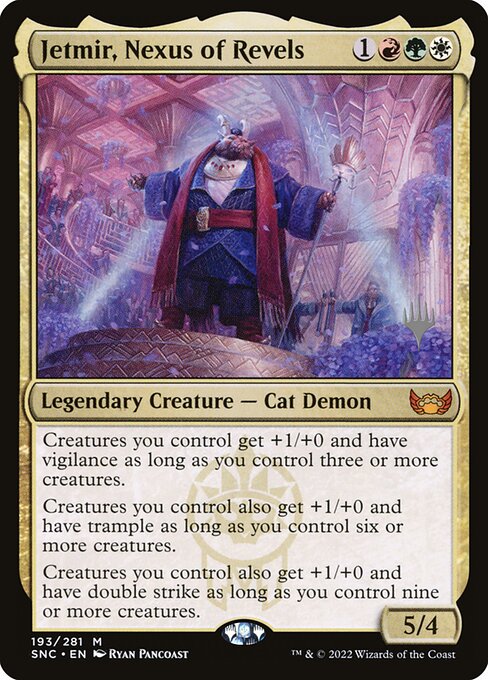 Jetmir, Nexus of Revels 1
Legendary Creature — Cat Demon
Creatures you control get +1/+0 and have
vigilance as long as you control three or more
creatures.
Creatures you control also get +1/+0 and
have trample as long as you control six or
more creatures.
Creatures you control also get +1/+0 and
have double strike as long as you control nine
or more creatures.
5/4
193/281 M
SNC • EN Ryan Pancoast
™ & © 2022 Wizards of the Coast